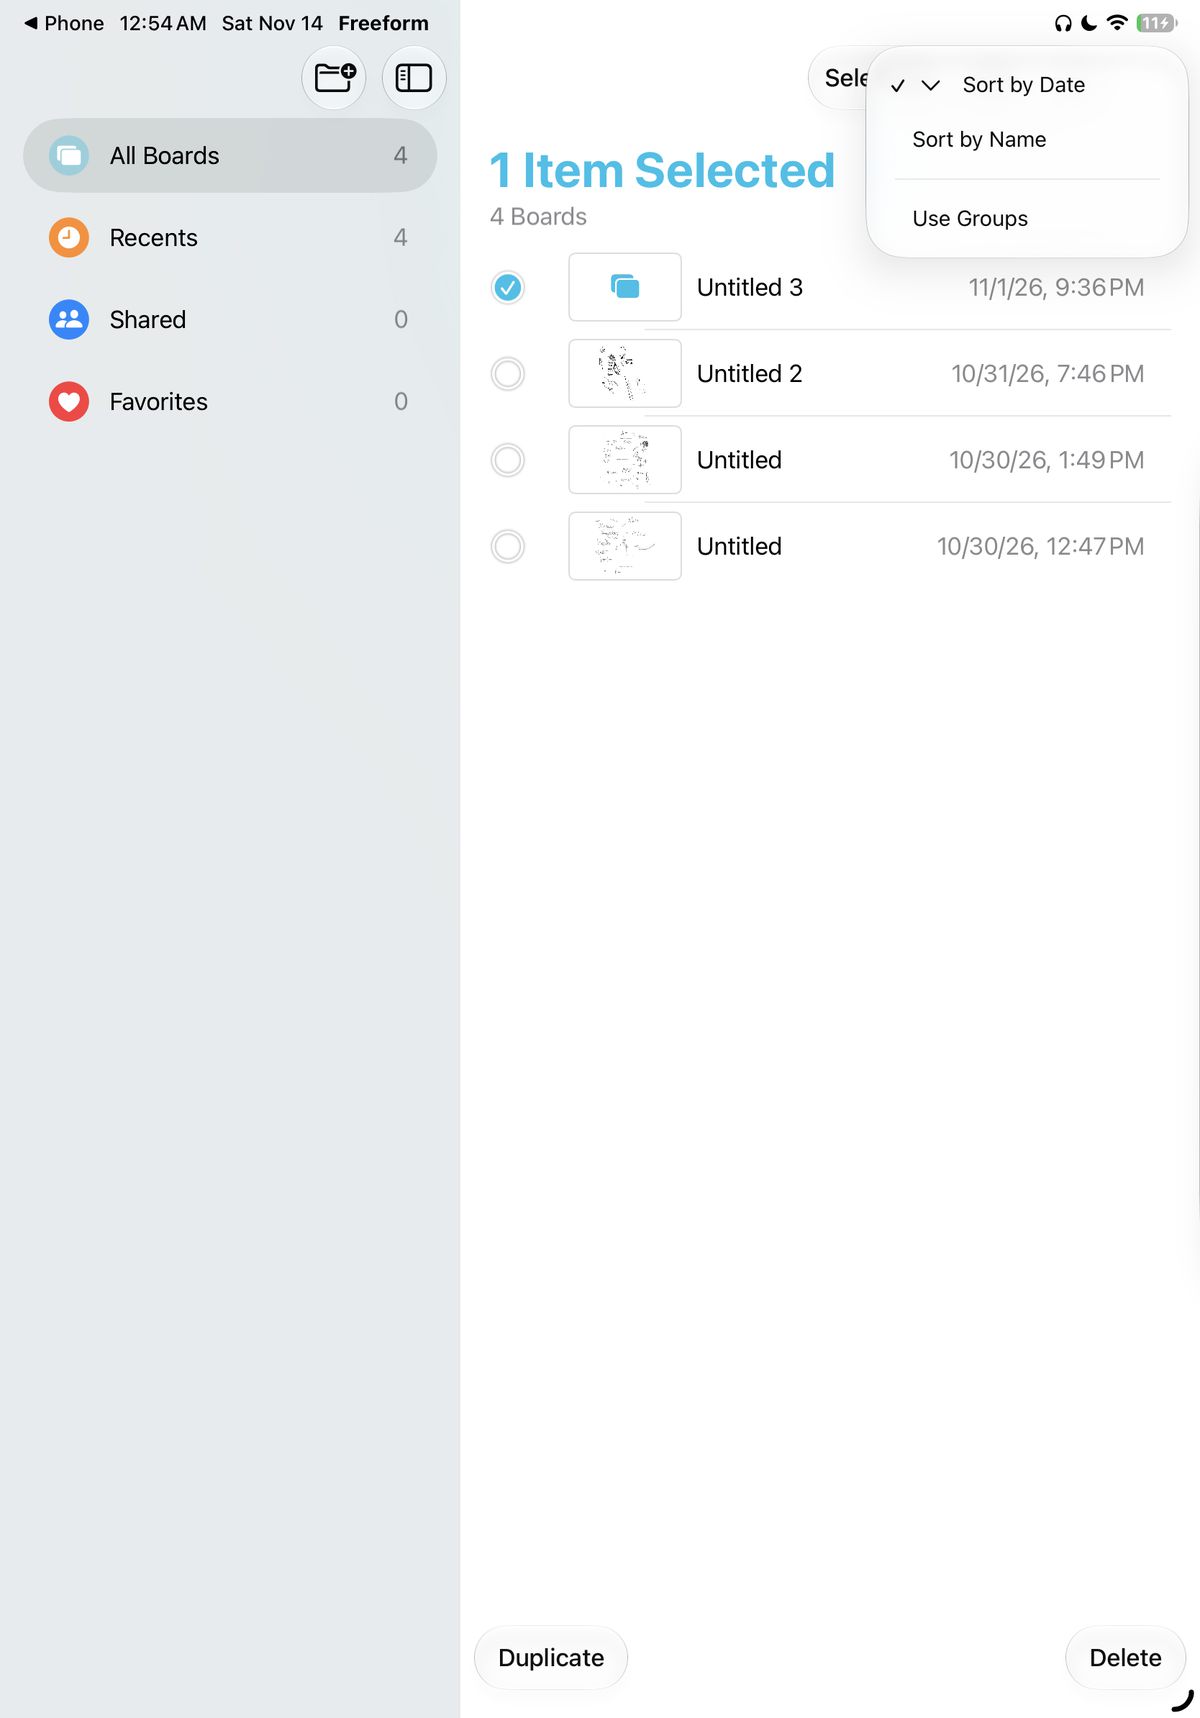 Phone 12:54 AM Sat Nov 14 Freeform
11
Sort by Date
Sort by Name
Use Groups
All Boards 4
Recents 4
Shared 0
Favorites 0
1 Item Selected
4 Boards
Untitled 3 11/1/26, 9:36 PM
Untitled 2 10/31/26, 7:46 PM
Untitled 10/30/26, 1:49 PM
Untitled 10/30/26, 12:47 PM
Duplicate Delete